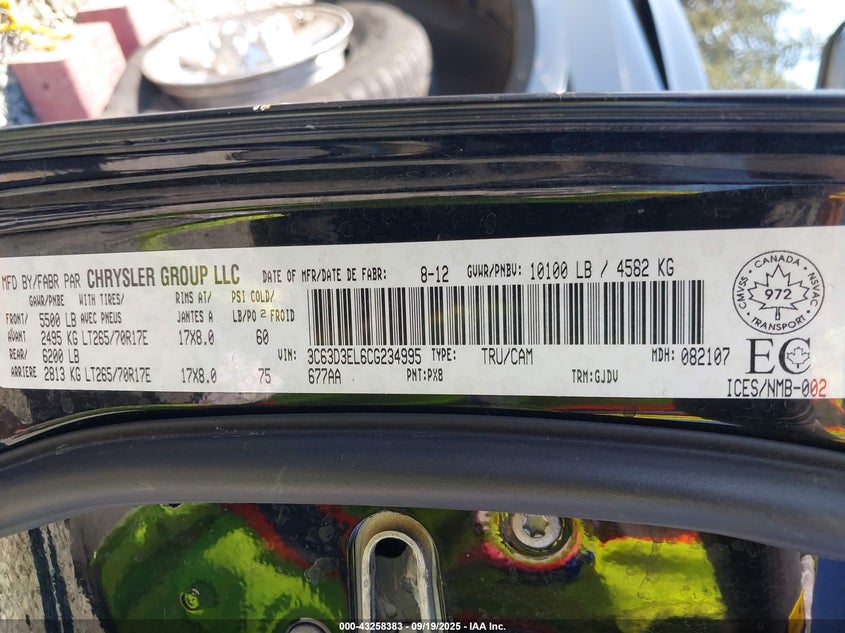 MFD BY/FABR PAR CHRYSLER GROUP LLC DATE OF MFR/DATE DE FABR: 8-12 GVWR/PNBV: 10100 LB / 4582 KG
GAWR/PNBE WITH TIRES/ RIMS AT/ PSI COLD/
FRONT/ 5500 LB AVEC PNEUS JANTES A LB/PO² FROID
AVANT 2495 KG LT265/70R17E 17X8.0 60
REAR/ 6200 LB VIN: 3C63D3EL6CG234995 TYPE: TRU/CAM MDH: 082107
ARRIERE 2813 KG LT265/70R17E 17X8.0 75 677AA PNT:PX8 TRM:GJDV
CANADA
CMVSS 972 NSVAC
TRANSPORT
EC
ICES/NMB-002
000-43258383 - 09/19/2025 - IAA Inc.